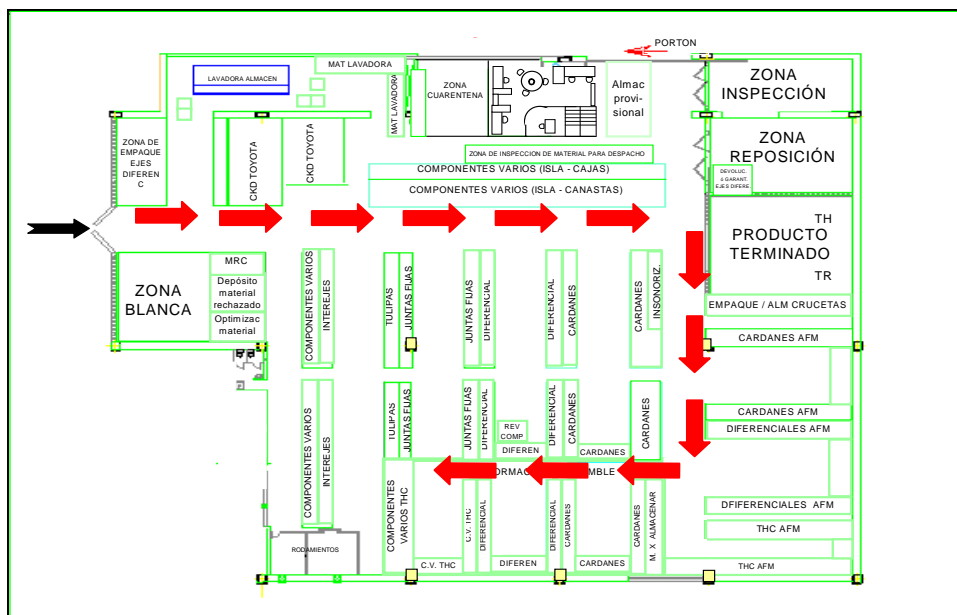 PORTON
MAT LAVADORA
LAVADORA ALMACEN
MAT LAVADORA
ZONA
CUARENTENA
Almac
provi-
sional
ZONA
INSPECCIÓN
ZONA DE
EMPAQUE
EJES
DIFEREN
C
CKD TOYOTA
CKD TOYOTA
ZONA DE INSPECCION DE MATERIAL PARA DESPACHO
COMPONENTES VARIOS (ISLA - CAJAS)
COMPONENTES VARIOS (ISLA - CANASTAS)
ZONA
REPOSICIÓN
DEVOLUC.
ó GARANT.
EJES DIFERE.
TH
PRODUCTO
TERMINADO
TR
ZONA
BLANCA
MRC
Depósito
material
rechazado
Optimizac
material
COMPONENTES VARIOS
INTEREJES
TULIPAS
JUNTAS FIJAS
JUNTAS FIJAS
DIFERENCIAL
DIFERENCIAL
CARDANES
CARDANES
INSONORIZ.
EMPAQUE / ALM CRUCETAS
CARDANES AFM
COMPONENTES VARIOS
INTEREJES
TULIPAS
JUNTAS FIJAS
JUNTAS FIJAS
DIFERENCIAL
REV
COMP
DIFEREN
DIFERENCIAL
CARDANES
CARDANES
CARDANES
CARDANES AFM
DIFERENCIALES AFM
COMPONENTES
VARIOS THC
C.V. THC
DIFERENCIAL
DIFERENCIAL
CARDANES
CARDANES
M. X ALMACENAR
DFIFERENCIALES AFM
THC AFM
RODAMIENTOS
C.V. THC
DIFEREN
CARDANES
THC AFM